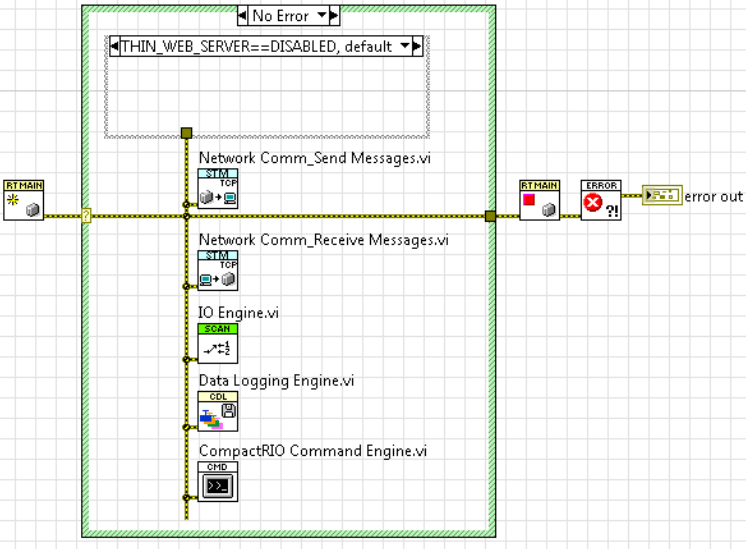 No Error
THIN_WEB_SERVER==DISABLED, default
Network Comm_Send Messages.vi
STM
TCP
RT MAIN
?
RT MAIN
ERROR
?!
error out
Network Comm_Receive Messages.vi
STM
TCP
IO Engine.vi
SCAN
1
2
Data Logging Engine.vi
CDL
CompactRIO Command Engine.vi
CMD
>>_